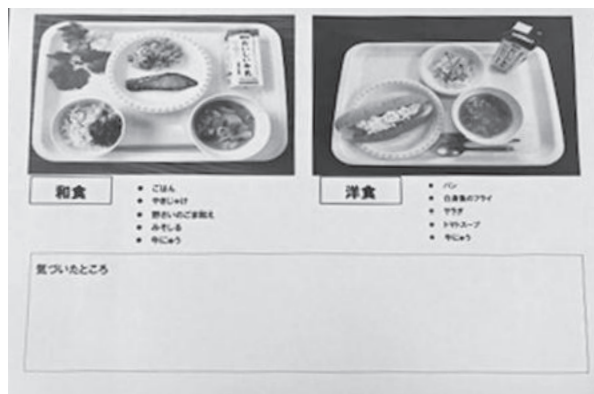 和食
● ごはん
● やきじゃけ
● 野さいのごま和え
● みそしる
● 牛にゅう
洋食
● パン
● 白身魚のフライ
● サラダ
● トマトスープ
● 牛にゅう
気づいたところ